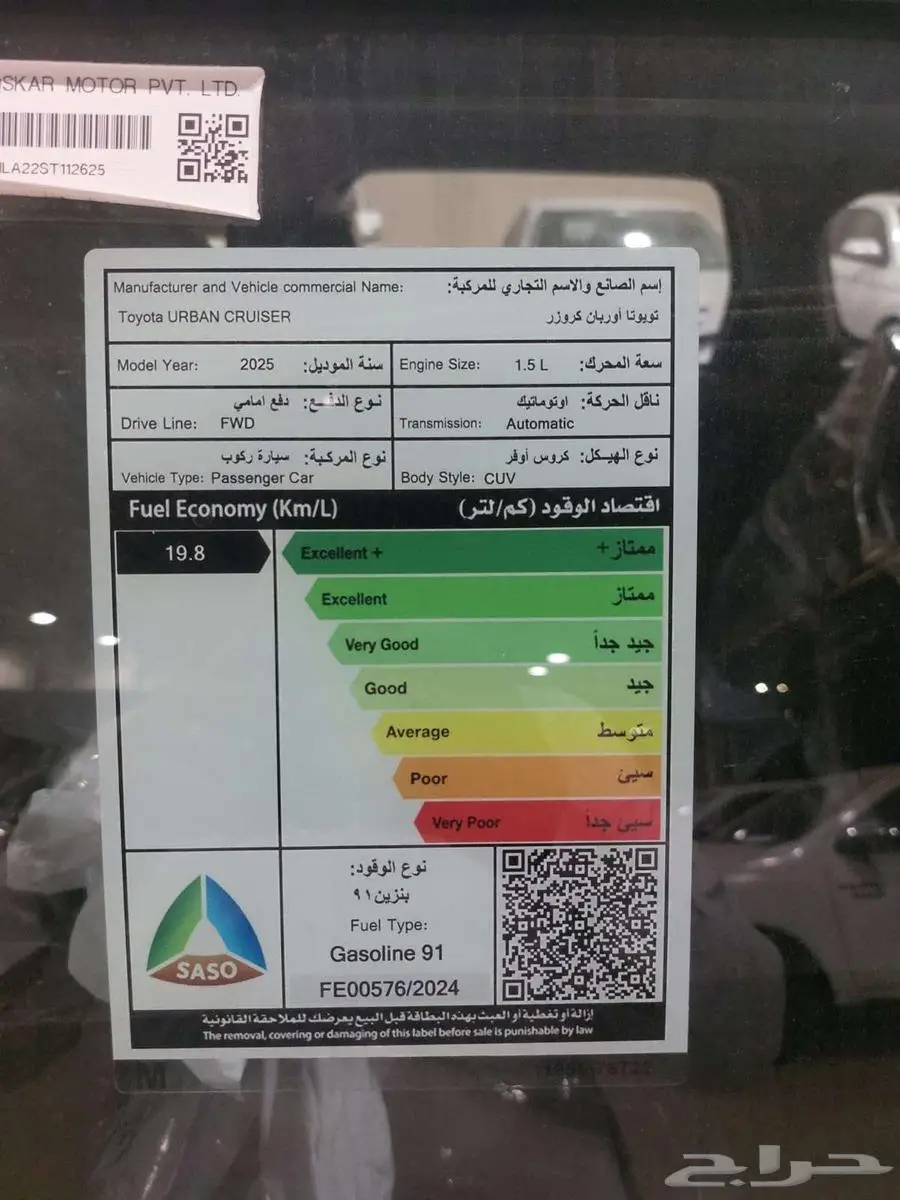 MOTOR PVT. LTD.
LA22ST112625
Manufacturer and Vehicle commercial Name: إسم الصانع والاسم التجاري للمركبة:
Toyota URBAN CRUISER تويوتا أوربان كروزر
Model Year: 2025 سنة الموديل: Engine Size: 1.5 L سعة المحرك:
نوع الدفع: دفع امامي ناقل الحركة: اوتوماتيك
Drive Line: FWD Transmission: Automatic
نوع المركبة: سيارة ركوب نوع الهيكل: كروس أوفر
Vehicle Type: Passenger Car Body Style: CUV
Fuel Economy (Km/L) اقتصاد الوقود (كم/لتر)
19.8 Excellent + ممتاز +
Excellent ممتاز
Very Good جيد جداً
Good جيد
Average متوسط
Poor سيئ
Very Poor سيئ جداً
نوع الوقود:
بنزين ٩١
Fuel Type:
Gasoline 91
FE00576/2024
SASO
إزالة أو تغطية أو العبث بهذه البطاقة قبل البيع يعرضك للملاحقة القانونية
The removal, covering or damaging of this label before sale is punishable by law
حراج